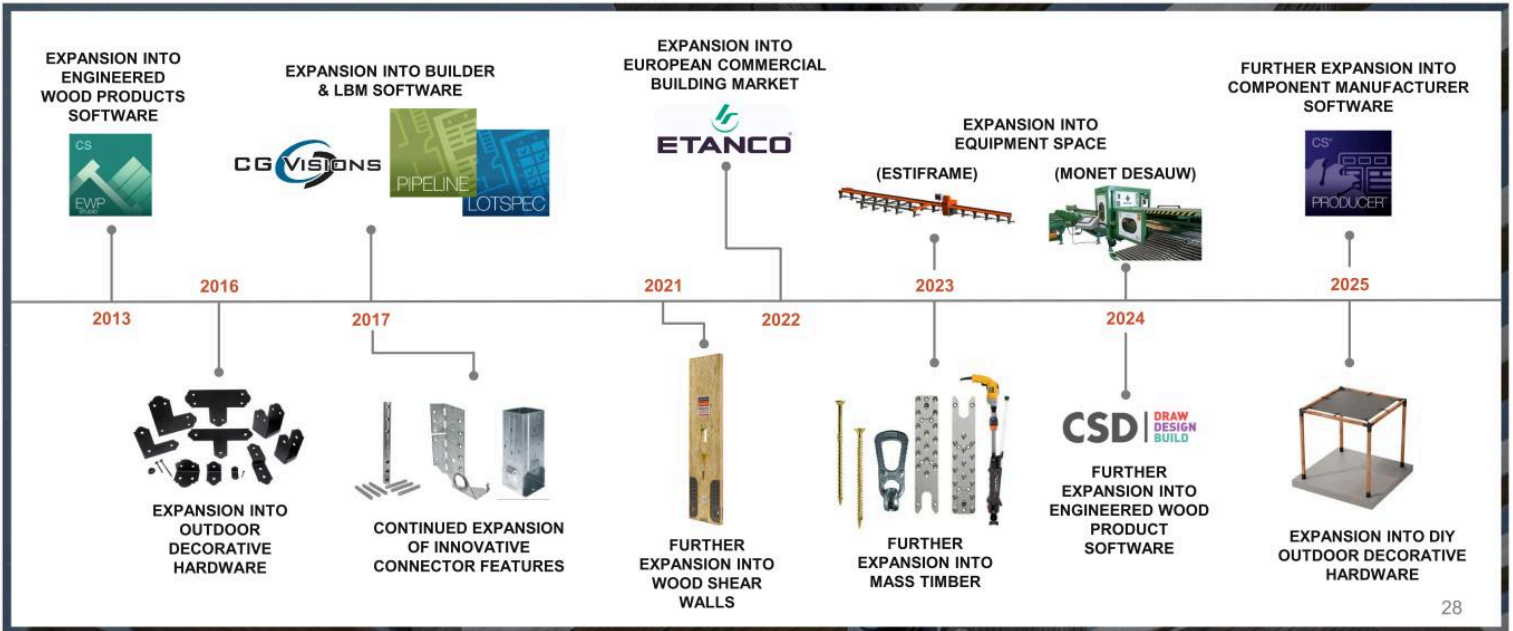 EXPANSION INTO
ENGINEERED
WOOD PRODUCTS
SOFTWARE
CS
EWP
STUDIO
EXPANSION INTO BUILDER
& LBM SOFTWARE
CG VISIONS
PIPELINE
LOTSPEC
EXPANSION INTO
EUROPEAN COMMERCIAL
BUILDING MARKET
ETANCO®
EXPANSION INTO
EQUIPMENT SPACE
(ESTIFRAME)
(MONET DESAUW)
FURTHER EXPANSION INTO
COMPONENT MANUFACTURER
SOFTWARE
CS™
PRODUCER™
2016
2021
2023
2025
2013
2017
2022
2024
EXPANSION INTO
OUTDOOR
DECORATIVE
HARDWARE
CONTINUED EXPANSION
OF INNOVATIVE
CONNECTOR FEATURES
FURTHER
EXPANSION INTO
WOOD SHEAR
WALLS
FURTHER
EXPANSION INTO
MASS TIMBER
CSD
DRAW
DESIGN
BUILD
FURTHER
EXPANSION INTO
ENGINEERED WOOD
PRODUCT
SOFTWARE
EXPANSION INTO DIY
OUTDOOR DECORATIVE
HARDWARE
28